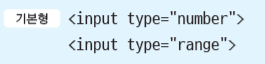 기본형 <input type="number">
<input type="range">